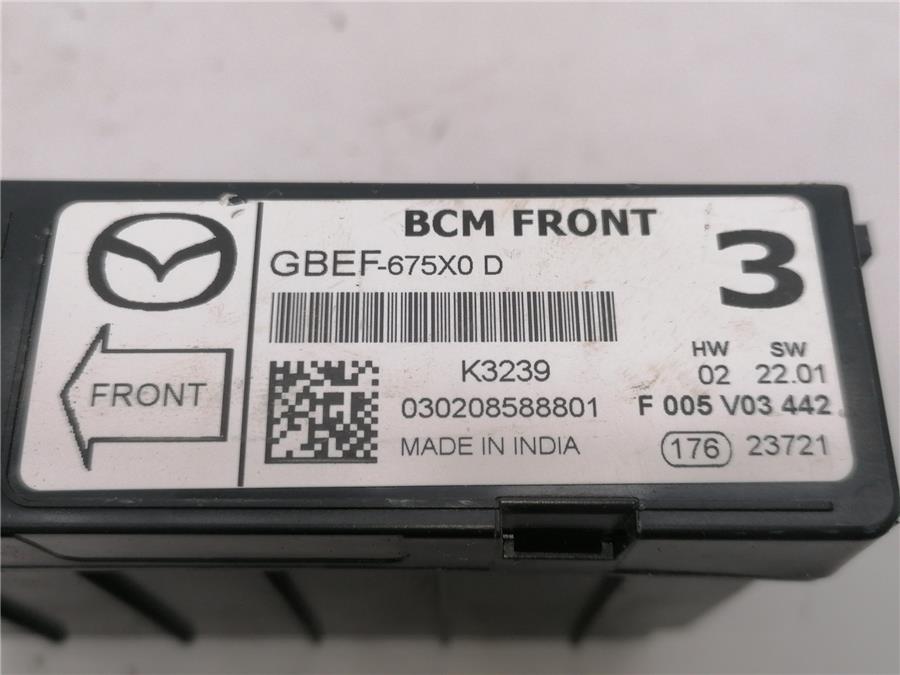 BCM FRONT
GBEF-675X0 D
3
FRONT
K3239
030208588801
MADE IN INDIA
HW SW
02 22.01
F 005 V03 442
176 23721